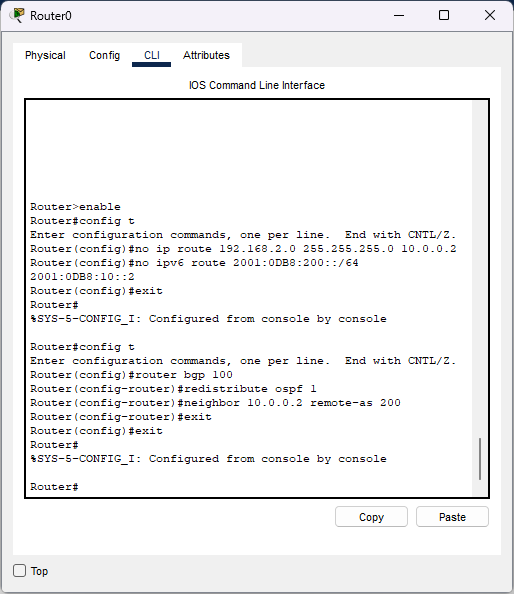 Router0
Physical Config CLI Attributes
IOS Command Line Interface
Router>enable
Router#config t
Enter configuration commands, one per line.  End with CNTL/Z.
Router(config)#no ip route 192.168.2.0 255.255.255.0 10.0.0.2
Router(config)#no ipv6 route 2001:0DB8:200::/64
2001:0DB8:10::2
Router(config)#exit
Router#
%SYS-5-CONFIG_I: Configured from console by console
Router#config t
Enter configuration commands, one per line.  End with CNTL/Z.
Router(config)#router bgp 100
Router(config-router)#redistribute ospf 1
Router(config-router)#neighbor 10.0.0.2 remote-as 200
Router(config-router)#exit
Router(config)#exit
Router#
%SYS-5-CONFIG_I: Configured from console by console
Router#
Copy Paste
Top